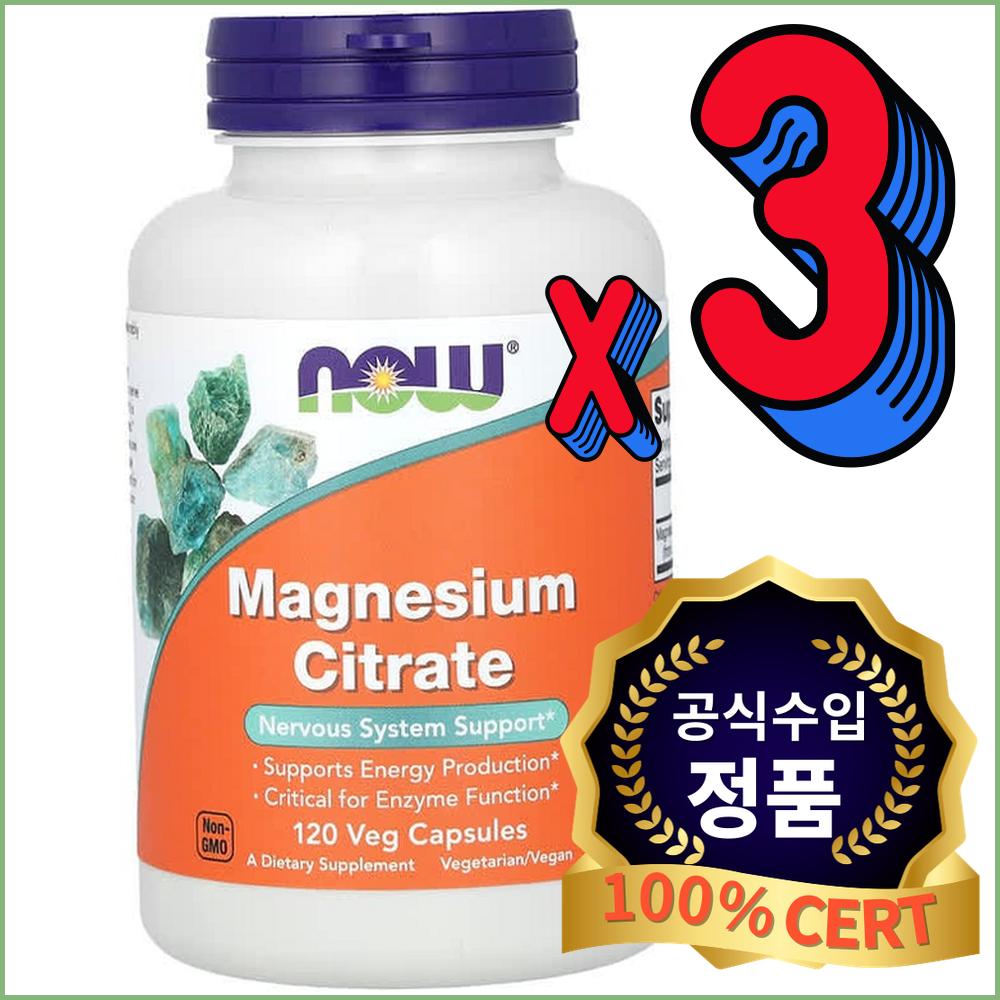 x3
now®
Magnesium
Citrate
Nervous System Support*
· Supports Energy Production*
· Critical for Enzyme Function*
120 Veg Capsules
Non-
GMO
A Dietary Supplement Vegetarian/Vegan
공식수입
정품
100% CERT